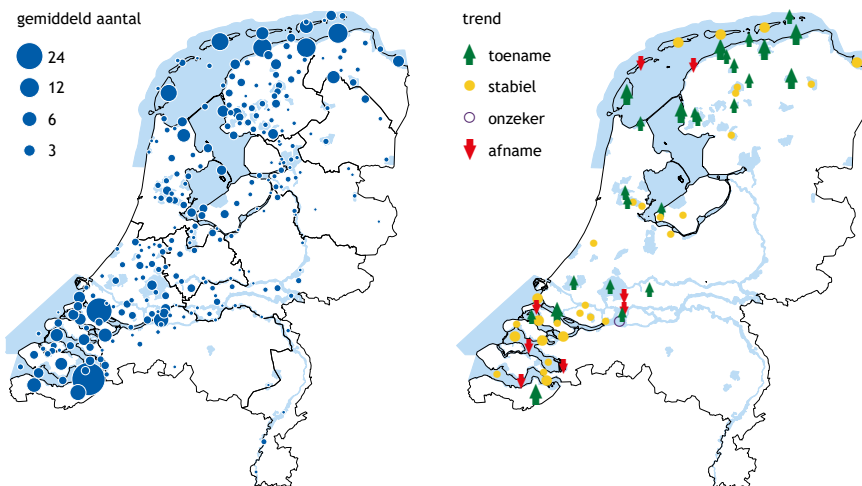 gemiddeld aantal
24
12
6
3
trend
toename
stabiel
onzeker
afname